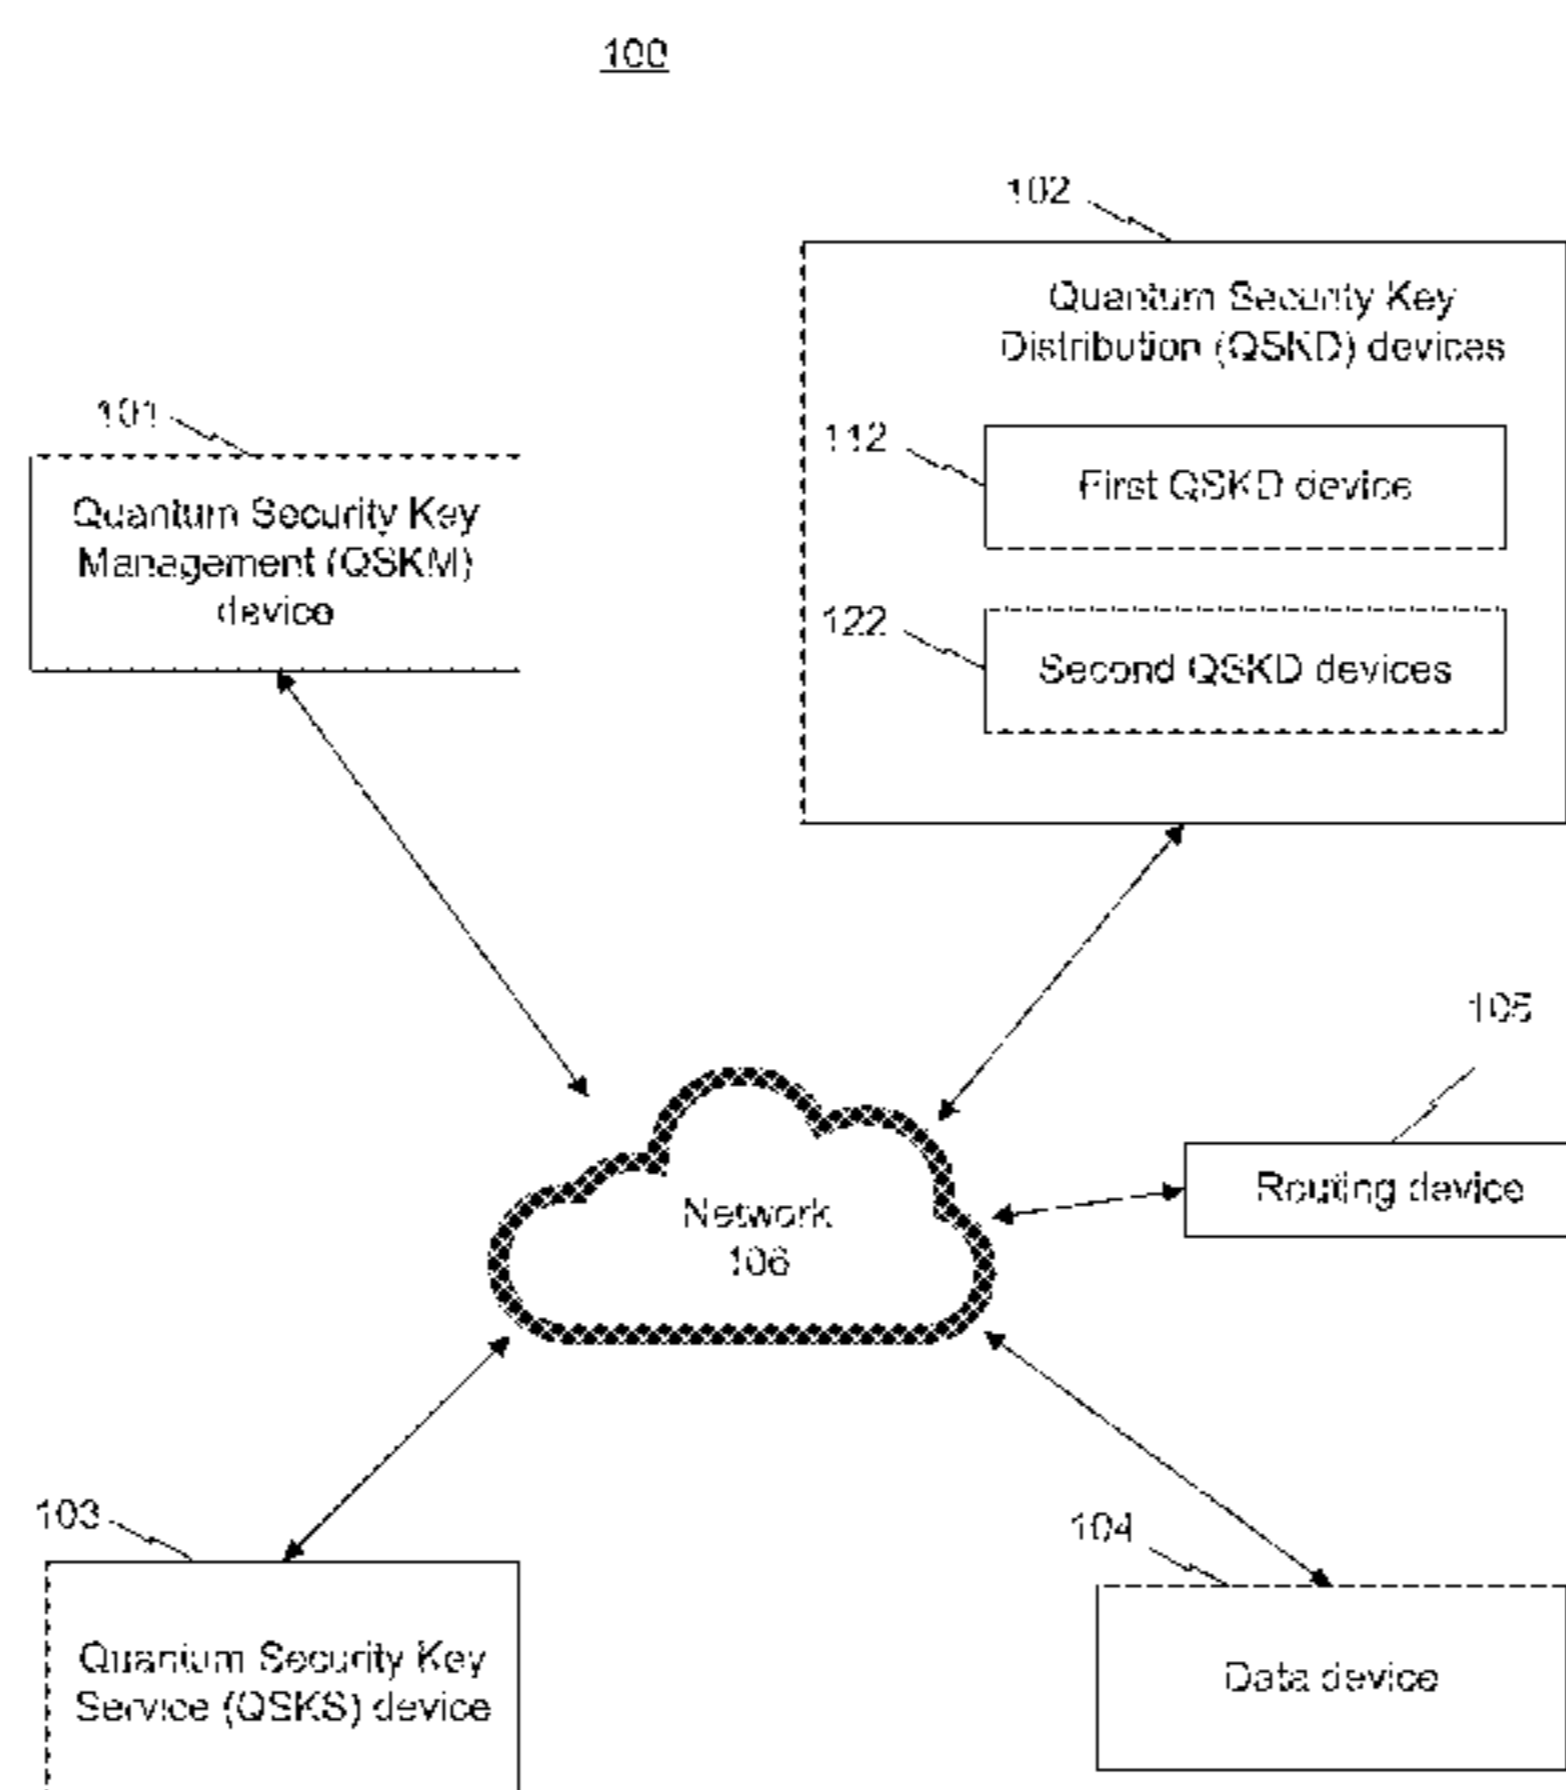 100
102
Quantum Security Key
Distribution (QSKD) devices
101
112
First QSKD device
Quantum Security Key
Management (QSKM)
device
122
Second QSKD devices
105
Routing device
Network
106
103
104
Quantum Security Key
Service (QSKS) device
Data device